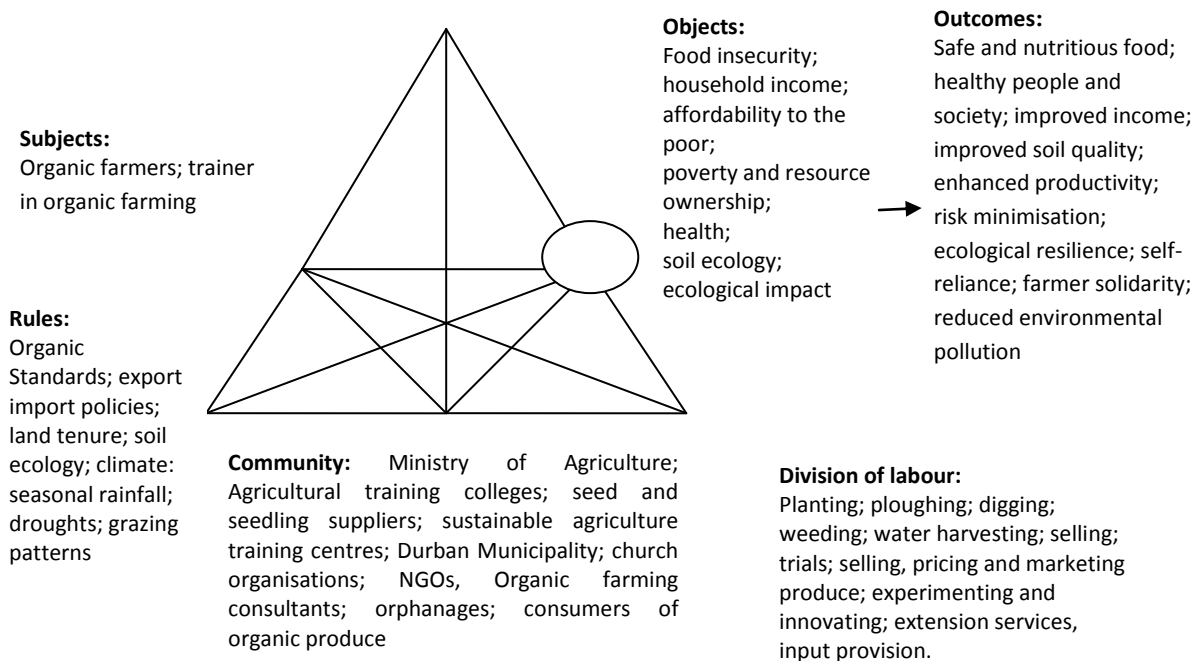 Objects:
Food insecurity;
household income;
affordability to the
poor;
poverty and resource
ownership;
health;
soil ecology;
ecological impact
Outcomes:
Safe and nutritious food;
healthy people and
society; improved income;
improved soil quality;
enhanced productivity;
risk minimisation;
ecological resilience; self-
reliance; farmer solidarity;
reduced environmental
pollution
Subjects:
Organic farmers; trainer
in organic farming
Rules:
Organic
Standards; export
import policies;
land tenure; soil
ecology; climate:
seasonal rainfall;
droughts; grazing
patterns
Community: Ministry of Agriculture;
Agricultural training colleges; seed and
seedling suppliers; sustainable agriculture
training centres; Durban Municipality; church
organisations; NGOs, Organic farming
consultants; orphanages; consumers of
organic produce
Division of labour:
Planting; ploughing; digging;
weeding; water harvesting; selling;
trials; selling, pricing and marketing
produce; experimenting and
innovating; extension services,
input provision.